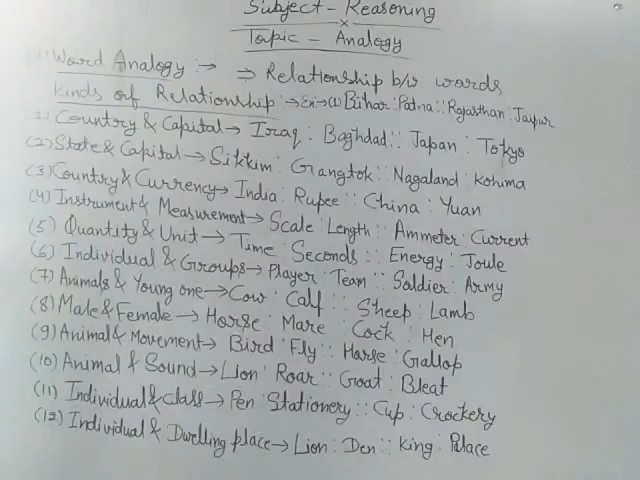 Subject - Reasoning
Topic - Analogy
(1) Word Analogy :→ ⇒ Relationship b/w words
Kinds of Relationship :→ Ex→(1) Bihar : Patna :: Rajasthan : Jaipur
(1) Country & Capital → Iraq : Baghdad :: Japan : Tokyo
(2) State & Capital → Sikkim : Gangtok :: Nagaland : Kohima
(3) Country & Currency → India : Rupee :: China : Yuan
(4) Instrument & Measurement → Scale : Length :: Ammeter : Current
(5) Quantity & Unit → Time : Seconds :: Energy : Joule
(6) Individual & Groups → Player : Team :: Soldier : Army
(7) Animals & Young one → Cow : Calf :: Sheep : Lamb
(8) Male & Female → Horse : Mare :: Cock : Hen
(9) Animal & Movement → Bird : Fly :: Horse : Gallop
(10) Animal & Sound → Lion : Roar :: Goat : Bleat
(11) Individual & Class → Pen : Stationery :: Cup : Crockery
(12) Individual & Dwelling place → Lion : Den :: King : Palace